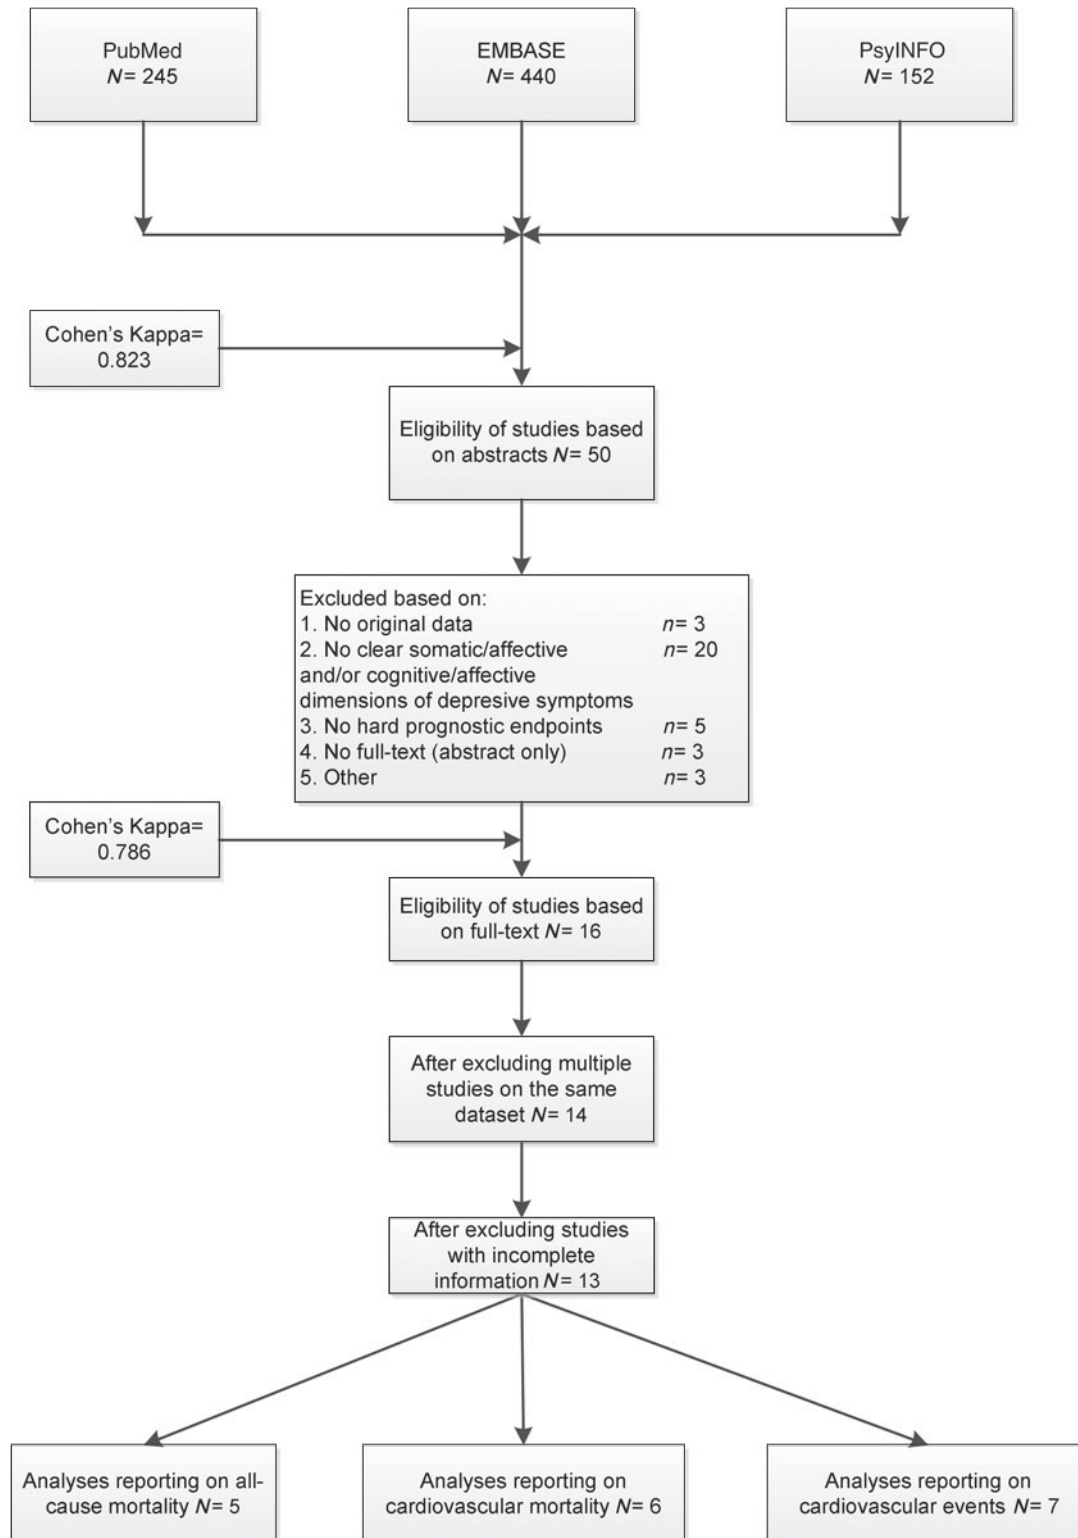 PubMed
N= 245
EMBASE
N= 440
PsyINFO
N= 152
Cohen's Kappa=
0.823
Eligibility of studies based
on abstracts N= 50
Excluded based on:
1. No original data n= 3
2. No clear somatic/affective n= 20
and/or cognitive/affective
dimensions of depresive symptoms
3. No hard prognostic endpoints n= 5
4. No full-text (abstract only) n= 3
5. Other n= 3
Cohen's Kappa=
0.786
Eligibility of studies based
on full-text N= 16
After excluding multiple
studies on the same
dataset N= 14
After excluding studies
with incomplete
information N= 13
Analyses reporting on all-
cause mortality N= 5
Analyses reporting on
cardiovascular mortality N= 6
Analyses reporting on
cardiovascular events N= 7